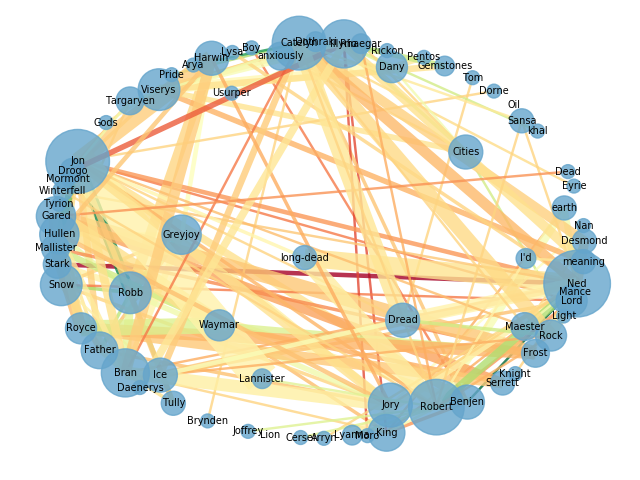 Boy
Lysa
Catelyn
Dothraki
Illyrio
Rhaegar
Rickon
anxiously
Harwin
Pentos
Arya
Dany
Gemstones
Pride
Tom
Viserys
Usurper
Dorne
Targaryen
Oil
Gods
Sansa
khal
Cities
Jon
Drogo
Dead
Mormont
Eyrie
Winterfell
Tyrion
earth
Gared
Nan
Hullen
Greyjoy
Desmond
Mallister
long-dead
I'd
meaning
Stark
Snow
Ned
Robb
Mance
Lord
Light
Royce
Waymar
Dread
Maester
Rock
Father
Frost
Bran
Ice
Knight
Lannister
Serrett
Daenerys
Tully
Jory
Robert
Benjen
Brynden
Joffrey
Lion
Cersei
Arryn
Lyanna
Maro
King